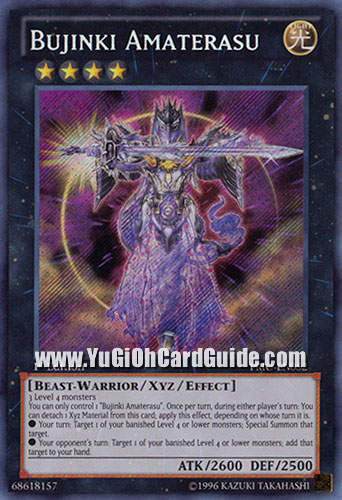 BUJINKI AMATERASU
LIGHT
光
www.YuGiOhCardGuide.com
[BEAST-WARRIOR/XYZ/EFFECT]
3 Level 4 monsters
You can only control 1 "Bujinki Amaterasu". Once per turn, during either player's turn: You
can detach 1 Xyz Material from this card; apply this effect, depending on whose turn it is.
● Your turn: Target 1 of your banished Level 4 or lower monsters; Special Summon that
target.
● Your opponent's turn: Target 1 of your banished Level 4 or lower monsters; add that
target to your hand.
ATK/2600 DEF/2500
68618157
©1996 KAZUKI TAKAHASHI